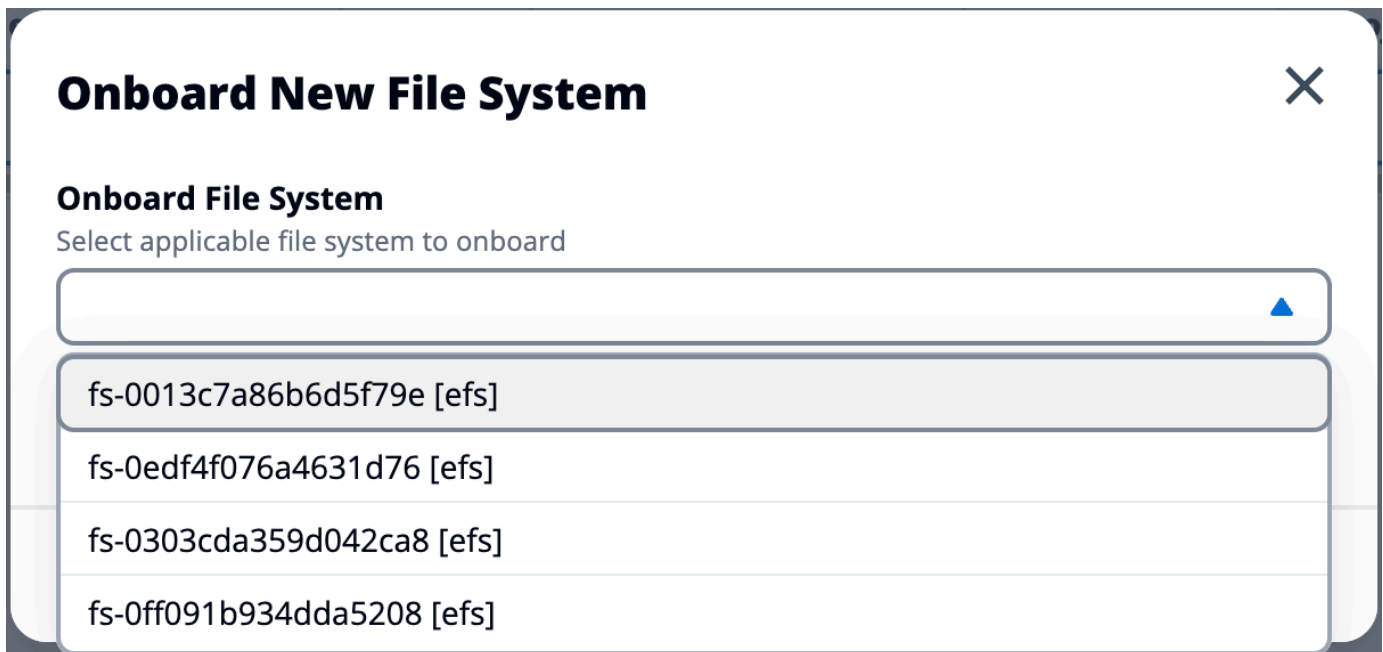 Onboard New File System
Onboard File System
Select applicable file system to onboard
fs-0013c7a86b6d5f79e [efs]
fs-0edf4f076a4631d76 [efs]
fs-0303cda359d042ca8 [efs]
fs-0ff091b934dda5208 [efs]